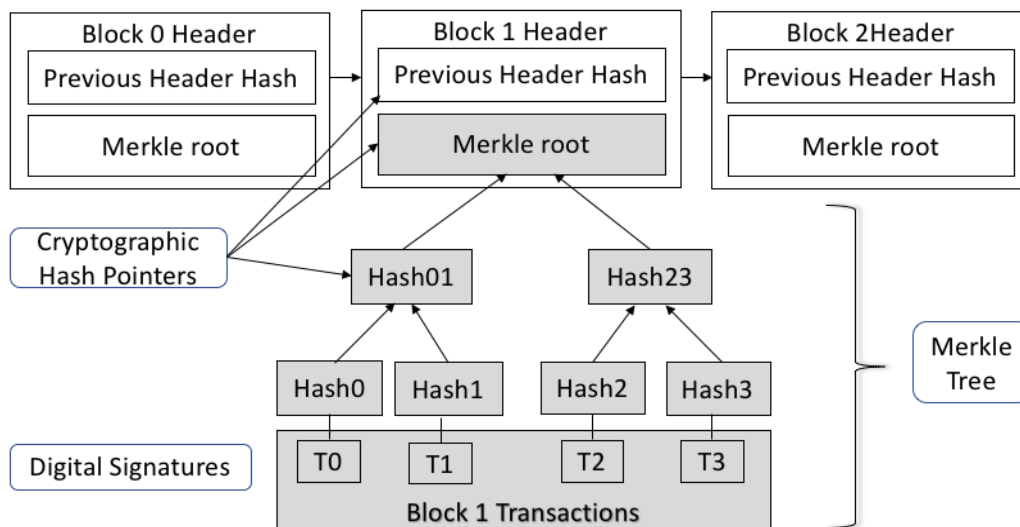 Block 0 Header
Previous Header Hash
Merkle root
Block 1 Header
Previous Header Hash
Merkle root
Block 2Header
Previous Header Hash
Merkle root
Cryptographic
Hash Pointers
Hash01
Hash23
Hash0
Hash1
Hash2
Hash3
Merkle
Tree
Digital Signatures
T0
T1
T2
T3
Block 1 Transactions